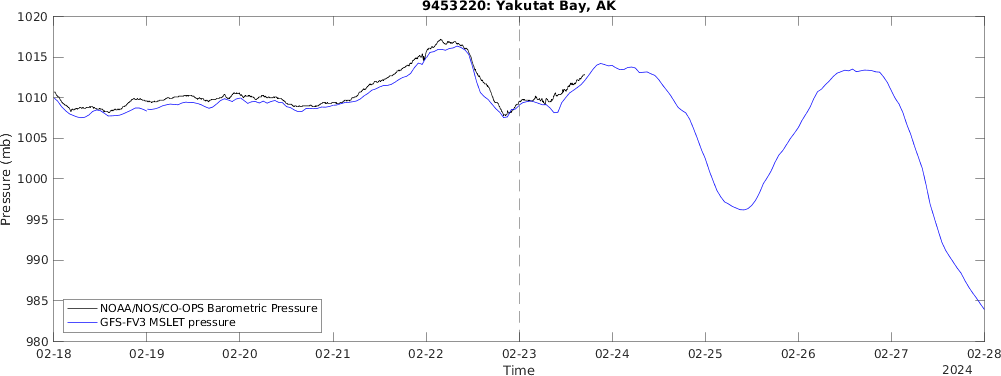 9453220: Yakutat Bay, AK
1020
1015
1010
1005
1000
995
990
985
980
Pressure (mb)
NOAA/NOS/CO-OPS Barometric Pressure
GFS-FV3 MSLET pressure
02-18 02-19 02-20 02-21 02-22 02-23 02-24 02-25 02-26 02-27 02-28
Time
2024